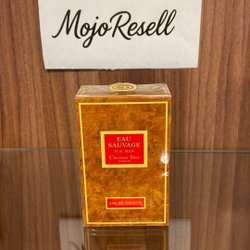 MojoResell
EAU
SAUVAGE
FOR MEN
Christian Dior
PARIS
EAU DE TOILETTE